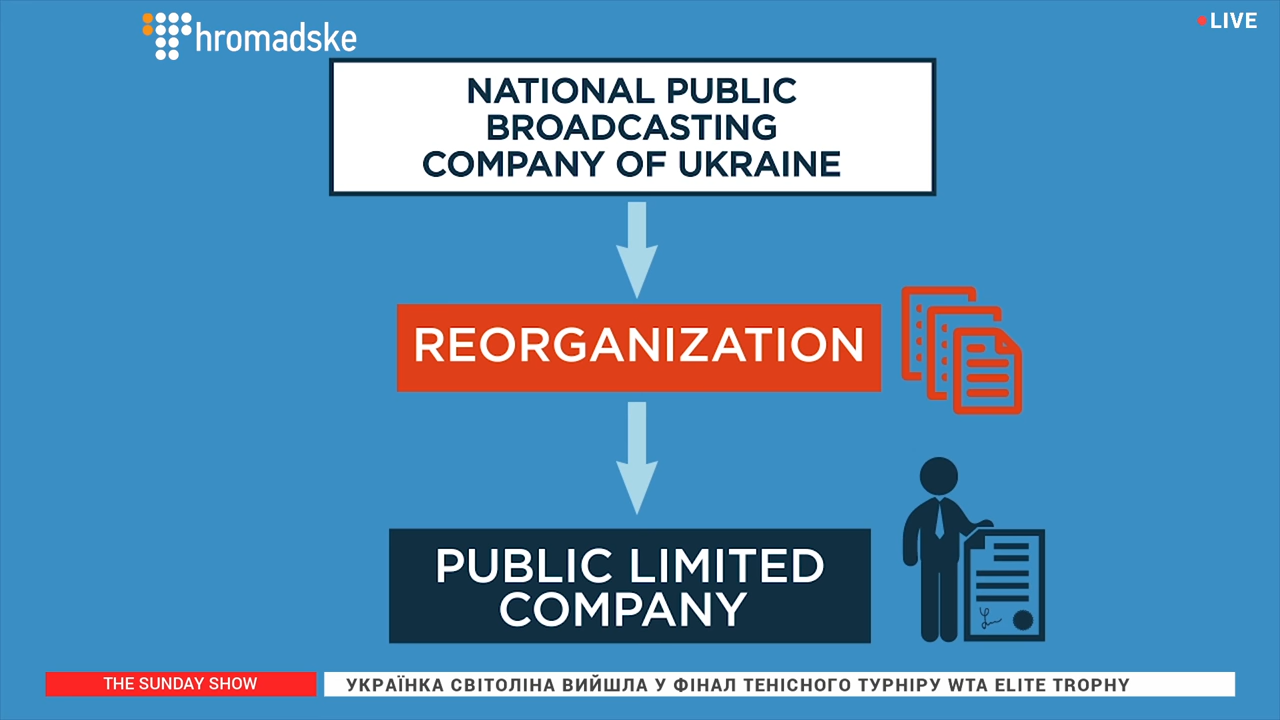 hromadske
LIVE
NATIONAL PUBLIC
BROADCASTING
COMPANY OF UKRAINE
REORGANIZATION
PUBLIC LIMITED
COMPANY
THE SUNDAY SHOW
УКРАЇНКА СВІТОЛІНА ВИЙШЛА У ФІНАЛ ТЕНІСНОГО ТУРНІРУ WTA ELITE TROPHY